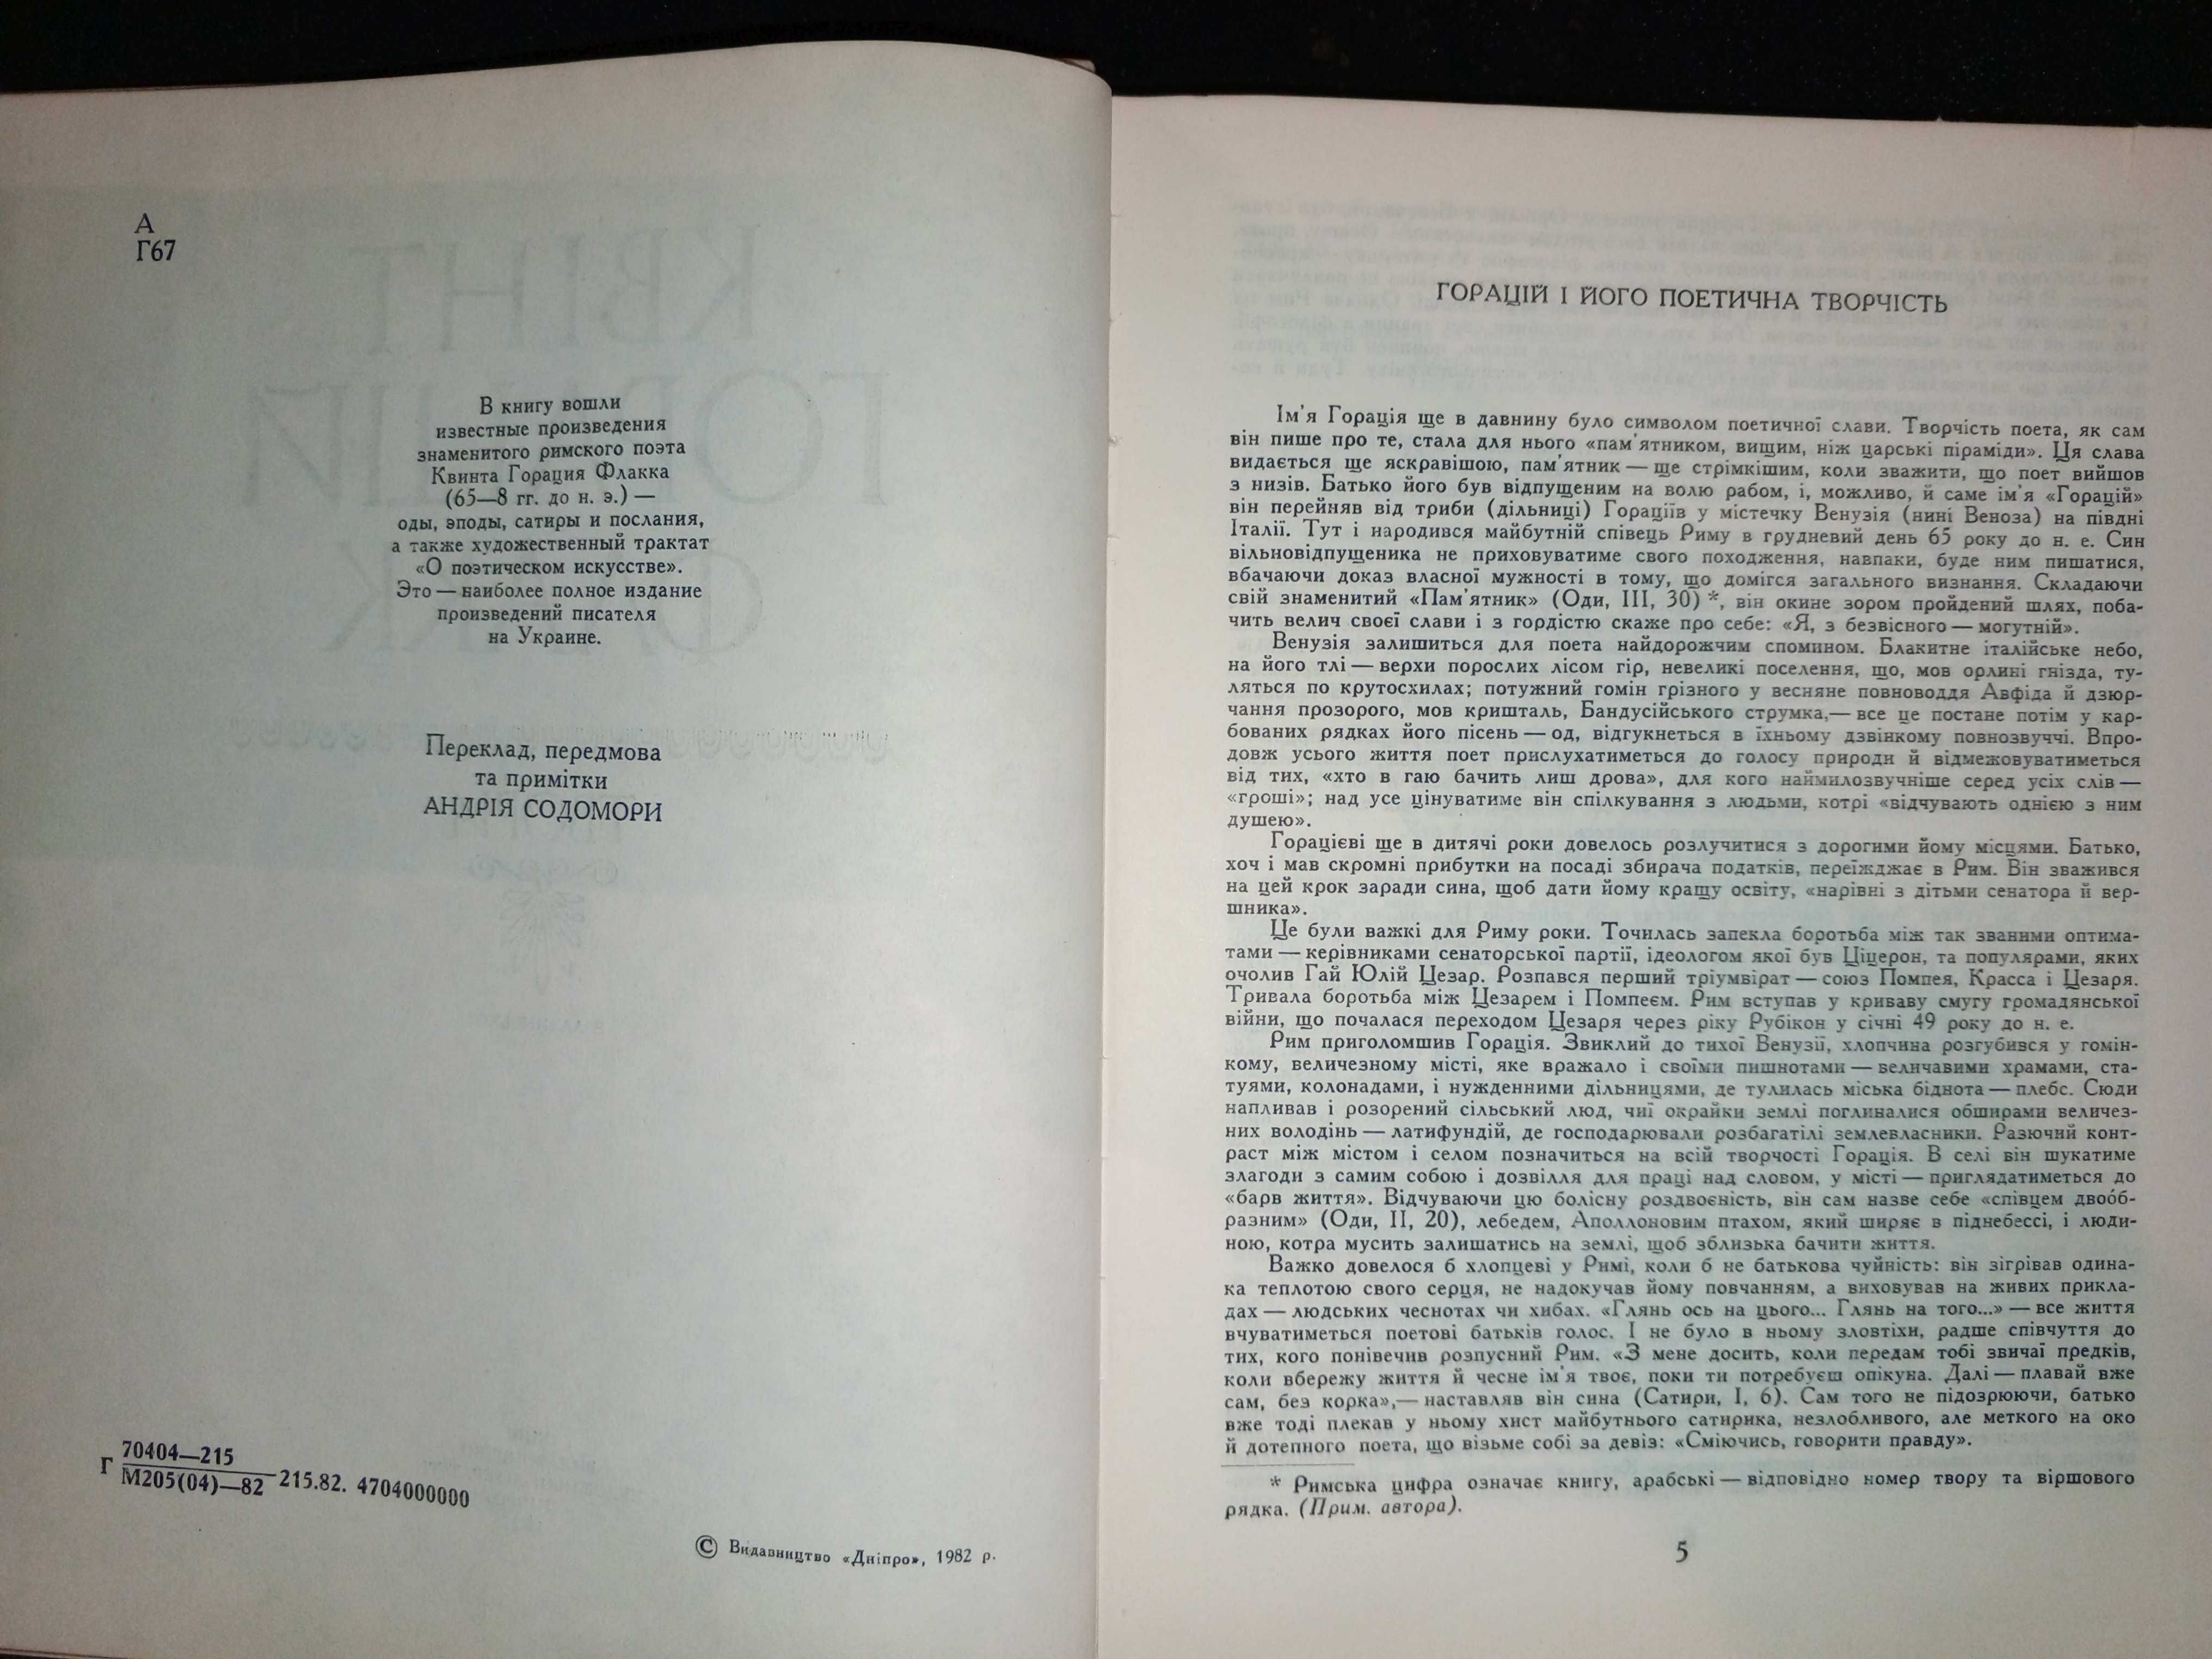 А
Г67
В книгу вошли
известные произведения
знаменитого римского поэта
Квинта Горация Флакка
(65—8 гг. до н. э.) —
оды, эподы, сатиры и послания,
а также художественный трактат
«О поэтическом искусстве».
Это — наиболее полное издание
произведений писателя
на Украине.
Переклад, передмова
та примітки
АНДРІЯ СОДОМОРИ
Г 70404—215
М205(04)—82 215.82. 4704000000
© Видавництво «Дніпро», 1982 р.
ГОРАЦІЙ І ЙОГО ПОЕТИЧНА ТВОРЧІСТЬ
Ім'я Горація ще в давнину було символом поетичної слави. Творчість поета, як сам
він пише про те, стала для нього «пам'ятником, вищим, ніж царські піраміди». Ця слава
видається ще яскравішою, пам'ятник — ще стрімкішим, коли зважити, що поет вийшов
з низів. Батько його був відпущеним на волю рабом, і, можливо, й саме ім'я «Горацій»
він перейняв від триби (дільниці) Гораціїв у містечку Венузія (нині Веноза) на півдні
Італії. Тут і народився майбутній співець Риму в грудневий день 65 року до н. е. Син
вільновідпущеника не приховуватиме свого походження, навпаки, буде ним пишатися,
вбачаючи доказ власної мужності в тому, що домігся загального визнання. Складаючи
свій знаменитий «Пам'ятник» (Оди, III, 30) *, він окине зором пройдений шлях, поба-
чить велич своєї слави і з гордістю скаже про себе: «Я, з безвісного — могутній».
Венузія залишиться для поета найдорожчим спомином. Блакитне італійське небо,
на його тлі — верхи порослих лісом гір, невеликі поселення, що, мов орлині гнізда, ту-
ляться по крутосхилах; потужний гомін грізного у весняне повноводдя Авфіда й дзюр-
чання прозорого, мов кришталь, Бандусійського струмка,— все це постане потім у кар-
бованих рядках його пісень — од, відгукнеться в їхньому дзвінкому повнозвуччі. Впро-
довж усього життя поет прислухатиметься до голосу природи й відмежовуватиметься
від тих, «хто в гаю бачить лиш дрова», для кого наймилозвучніше серед усіх слів —
«гроші»; над усе цінуватиме він спілкування з людьми, котрі «відчувають однією з ним
душею».
Горацієві ще в дитячі роки довелось розлучитися з дорогими йому місцями. Батько,
хоч і мав скромні прибутки на посаді збирача податків, переїжджає в Рим. Він зважився
на цей крок заради сина, щоб дати йому кращу освіту, «нарівні з дітьми сенатора й вер-
шника».
Це були важкі для Риму роки. Точилась запекла боротьба між так званими оптима-
тами — керівниками сенаторської партії, ідеологом якої був Ціцерон, та популярами, яких
очолив Гай Юлій Цезар. Розпався перший тріумвірат — союз Помпея, Красса і Цезаря.
Тривала боротьба між Цезарем і Помпеєм. Рим вступав у криваву смугу громадянської
війни, що почалася переходом Цезаря через ріку Рубікон у січні 49 року до н. е.
Рим приголомшив Горація. Звиклий до тихої Венузії, хлопчина розгубився у гомін-
кому, величезному місті, яке вражало і своїми пишнотами — величавими храмами, ста-
туями, колонадами, і нужденними дільницями, де тулилась міська біднота — плебс. Сюди
напливав і розорений сільський люд, чиї окрайки землі поглиналися обширами величез-
них володінь — латифундій, де господарювали розбагатілі землевласники. Разючий конт-
раст між містом і селом позначиться на всій творчості Горація. В селі він шукатиме
злагоди з самим собою і дозвілля для праці над словом, у місті — приглядатиметься до
«барв життя». Відчуваючи цю болісну роздвоєність, він сам назве себе «співцем двоо́б-
разним» (Оди, II, 20), лебедем, Аполлоновим птахом, який ширяє в піднебессі, і люди-
ною, котра мусить залишатись на землі, щоб зблизька бачити життя.
Важко довелося б хлопцеві у Римі, коли б не батькова чуйність: він зігрівав одина-
ка теплотою свого серця, не надокучав йому повчанням, а виховував на живих прикла-
дах — людських чеснотах чи хибах. «Глянь ось на цього... Глянь на того...» — все життя
вчуватиметься поетові батьків голос. І не було в ньому зловтіхи, радше співчуття до
тих, кого понівечив розпусний Рим. «З мене досить, коли передам тобі звичаї предків,
коли вбережу життя й чесне ім'я твоє, поки ти потребуєш опікуна. Далі — плавай вже
сам, без корка»,— наставляв він сина (Сатири, I, 6). Сам того не підозрюючи, батько
вже тоді плекав у ньому хист майбутнього сатирика, незлобливого, але меткого на око
й дотепного поета, що візьме собі за девіз: «Сміючись, говорити правду».
* Римська цифра означає книгу, арабські — відповідно номер твору та віршового
рядка. (Прим. автора).
5